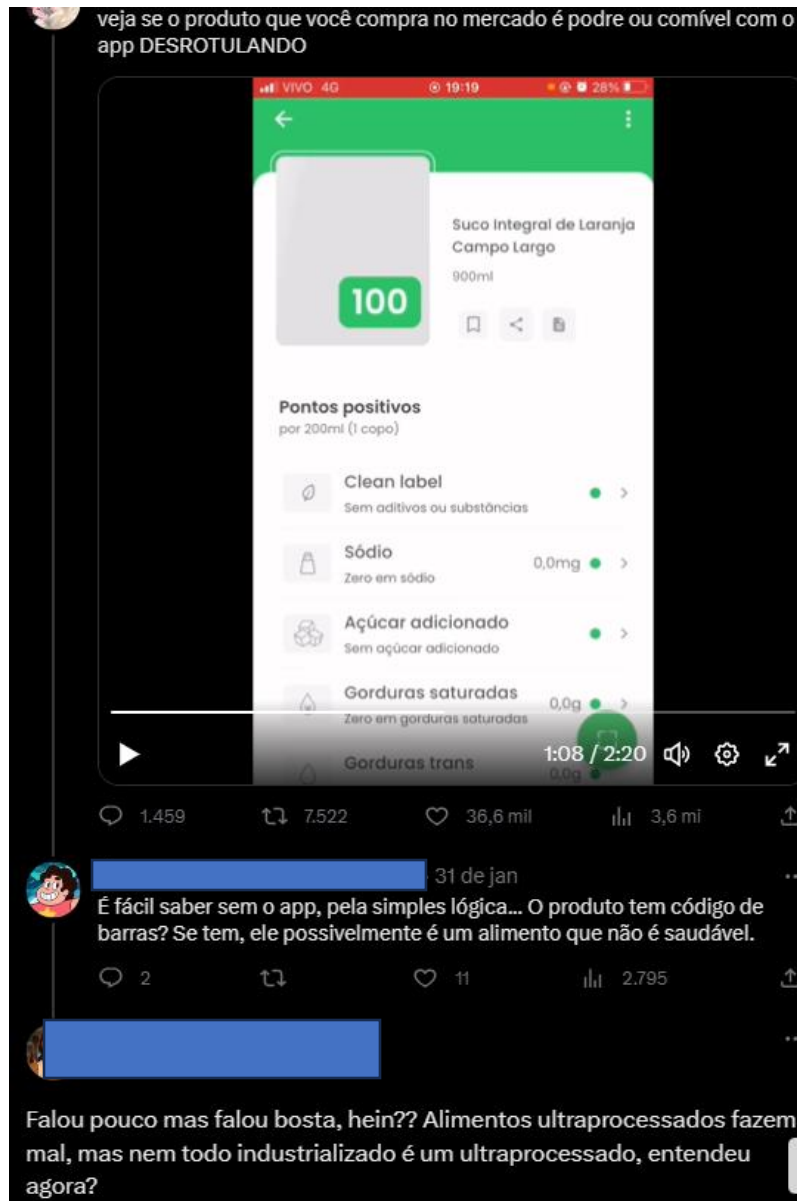 veja se o produto que você compra no mercado é podre ou comível com o
app DESROTULANDO
VIVO 4G 19:19 28%
Suco Integral de Laranja
Campo Largo
900ml
100
Pontos positivos
por 200ml (1 copo)
Clean label
Sem aditivos ou substâncias
Sódio 0,0mg
Zero em sódio
Açúcar adicionado
Sem açúcar adicionado
Gorduras saturadas 0,0g
Zero em gorduras saturadas
1:08 / 2:20
Gorduras trans
0,0g
1.459 7.522 36,6 mil 3,6 mi
31 de jan
É fácil saber sem o app, pela simples lógica... O produto tem código de
barras? Se tem, ele possivelmente é um alimento que não é saudável.
2 11 2.795
Falou pouco mas falou bosta, hein?? Alimentos ultraprocessados fazem
mal, mas nem todo industrializado é um ultraprocessado, entendeu
agora?